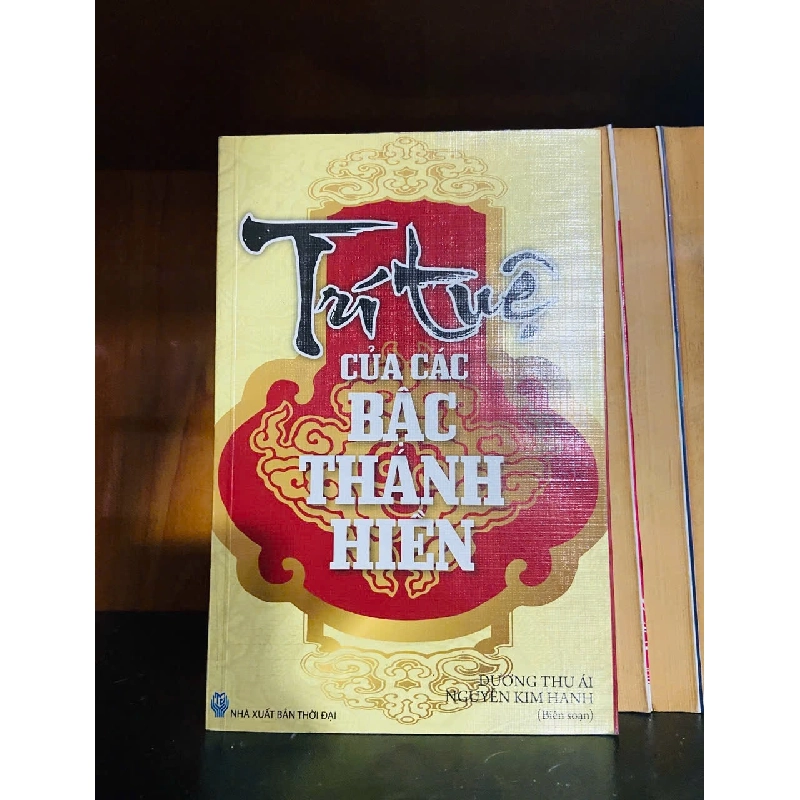 Trí tuệ
CỦA CÁC
BẬC
THÁNH
HIỀN
DƯƠNG THU ÁI
NGUYỄN KIM HANH
(Biên soạn)
NHÀ XUẤT BẢN THỜI ĐẠI